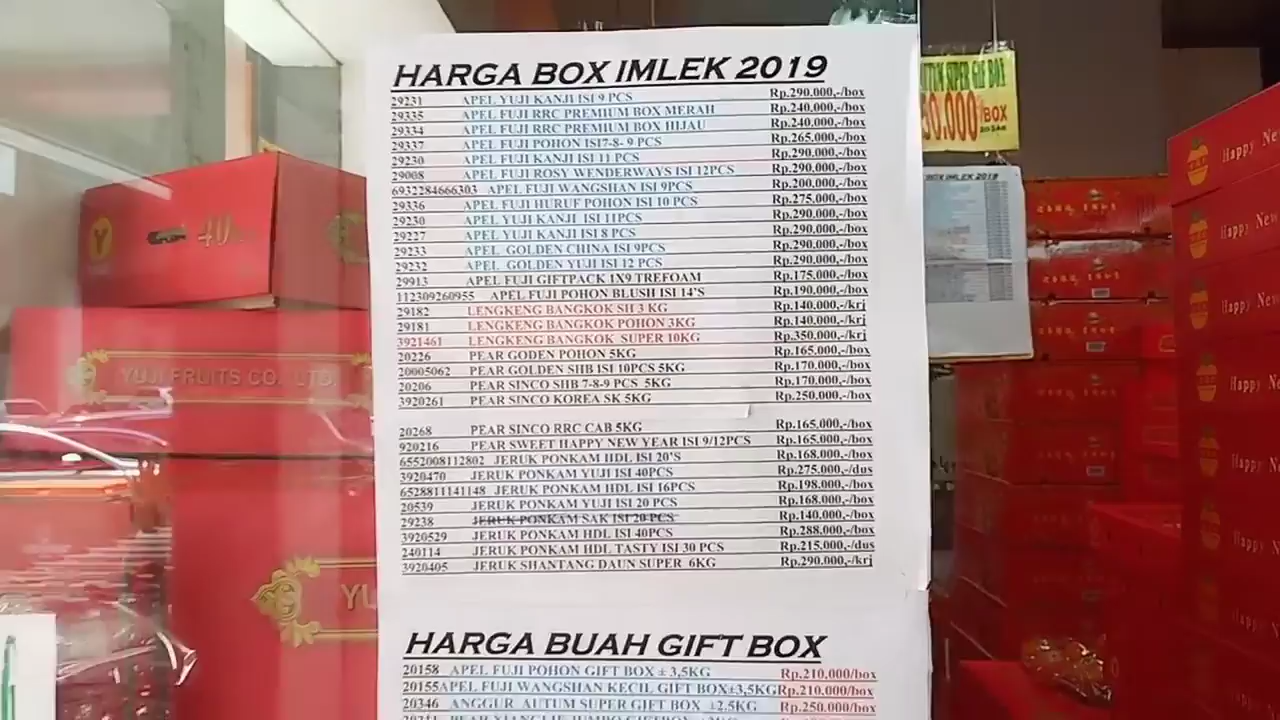 HARGA BOX IMLEK 2019
29231 APEL YUJI KANJI ISI 9 PCS Rp.290.000,-/box
29335 APEL FUJI RRC PREMIUM BOX MERAH Rp.240.000,-/box
29334 APEL FUJI RRC PREMIUM BOX HIJAU Rp.240.000,-/box
29337 APEL FUJI POHON ISI7-8- 9 PCS Rp.265.000,-/box
29230 APEL FUJI KANJI ISI 11 PCS Rp.290.000,-/box
29008 APEL FUJI ROSY WENDERWAYS ISI 12PCS Rp.290.000,-/box
6932284666303 APEL FUJI WANGSHAN ISI 9PCS Rp.200.000,-/box
29336 APEL FUJI HURUF POHON ISI 10 PCS Rp.275.000,-/box
29230 APEL YUJI KANJI ISI 11PCS Rp.290.000,-/box
29227 APEL YUJI KANJI ISI 8 PCS Rp.290.000,-/box
29233 APEL GOLDEN CHINA ISI 9PCS Rp.290.000,-/box
29232 APEL GOLDEN YUJI ISI 12 PCS Rp.290.000,-/box
29913 APEL FUJI GIFTPACK 1X9 TREFOAM Rp.175.000,-/box
112309260955 APEL FUJI POHON BLUSH ISI 14'S Rp.190.000,-/box
29182 LENGKENG BANGKOK SH 3 KG Rp.140.000,-/krj
29181 LENGKENG BANGKOK POHON 3KG Rp.140.000,-/krj
3921461 LENGKENG BANGKOK SUPER 10KG Rp.350.000,-/krj
20226 PEAR GODEN POHON 5KG Rp.165.000,-/box
20005062 PEAR GOLDEN SHB ISI 10PCS 5KG Rp.170.000,-/box
20206 PEAR SINCO SHB 7-8-9 PCS 5KG Rp.170.000,-/box
3920261 PEAR SINCO KOREA SK 5KG Rp.250.000,-/box
20268 PEAR SINCO RRC CAB 5KG Rp.165.000,-/box
920216 PEAR SWEET HAPPY NEW YEAR ISI 9/12PCS Rp.165.000,-/box
6552008112802 JERUK PONKAM HDL ISI 20'S Rp.168.000,-/box
3920470 JERUK PONKAM YUJI ISI 40PCS Rp.275.000,-/dus
6528811141148 JERUK PONKAM HDL ISI 16PCS Rp.198.000,-/box
20539 JERUK PONKAM YUJI ISI 20 PCS Rp.168.000,-/box
29238 JERUK PONKAM SAK ISI 20 PCS Rp.140.000,-/box
3920529 JERUK PONKAM HDL ISI 40PCS Rp.288.000,-/box
240114 JERUK PONKAM HDL TASTY ISI 30 PCS Rp.215.000,-/dus
3920405 JERUK SHANTANG DAUN SUPER 6KG Rp.290.000,-/krj
HARGA BUAH GIFT BOX
20158 APEL FUJI POHON GIFT BOX ± 3,5KG Rp.210.000/box
20155 APEL FUJI WANGSHAN KECIL GIFT BOX±3,5KG Rp.210.000/box
20346 ANGGUR AUTUM SUPER GIFT BOX ±2.5KG Rp.250.000/box
AUTUM SUPER GIF BOX
50.000/BOX
BOX IMLEK 2019
40
YUJI FRUITS CO., LTD.
YU
Happy Ne
Happy New
Happy Ne
Happy N
Happy N
Happy N